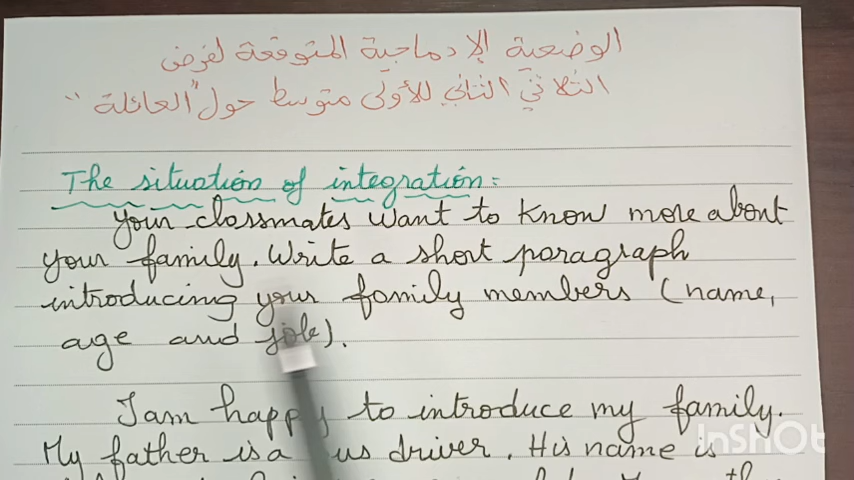 الوضعية الإدماجية المتوقعة لفرض
الثلاثي الثاني للأولى متوسط حول "العائلة"
The situation of integration:
Your classmates want to know more about
your family. Write a short paragraph
introducing your family members (name,
age and job).
I am happy to introduce my family.
My father is a us driver. His name is
InShOt